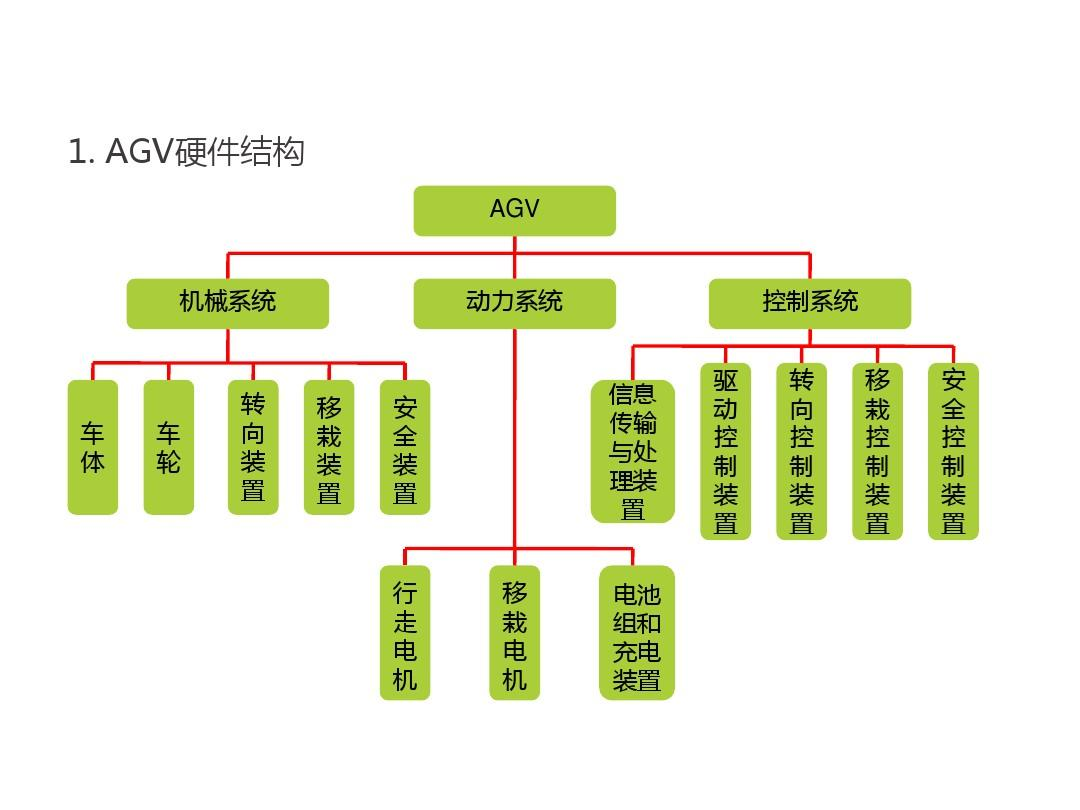 1. AGV硬件结构
AGV
机械系统
动力系统
控制系统
车体
车轮
转向装置
移栽装置
安全装置
信息
传输
与处
理装
置
驱动控制装置
转向控制装置
移栽控制装置
安全控制装置
行走电机
移栽电机
电池
组和
充电
装置